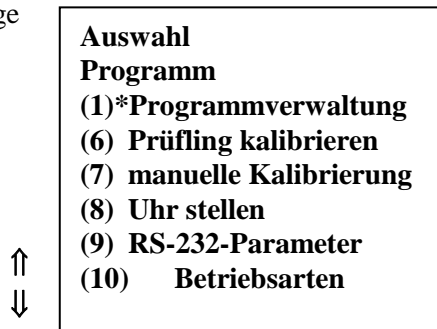 ge
Auswahl
Programm
(1)*Programmverwaltung
(6) Prüfling kalibrieren
(7) manuelle Kalibrierung
(8) Uhr stellen
(9) RS-232-Parameter
⇑ (10) Betriebsarten
⇓